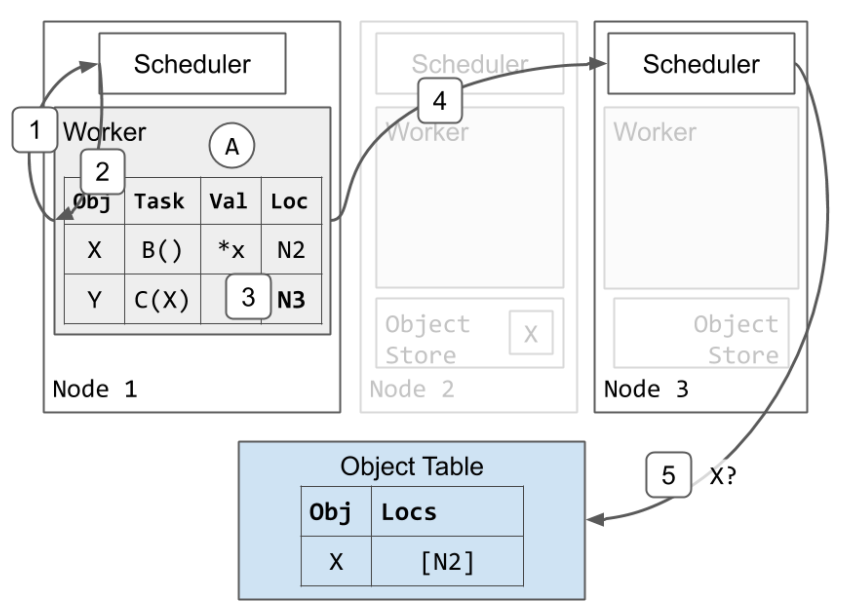 Scheduler
Scheduler
Scheduler
1
4
Worker
A
Worker
Worker
2
Obj Task Val Loc
X B() *x N2
Y C(X) 3 N3
Object
Store
X
Object
Store
Node 1
Node 2
Node 3
Object Table
5 X?
Obj Locs
X [N2]